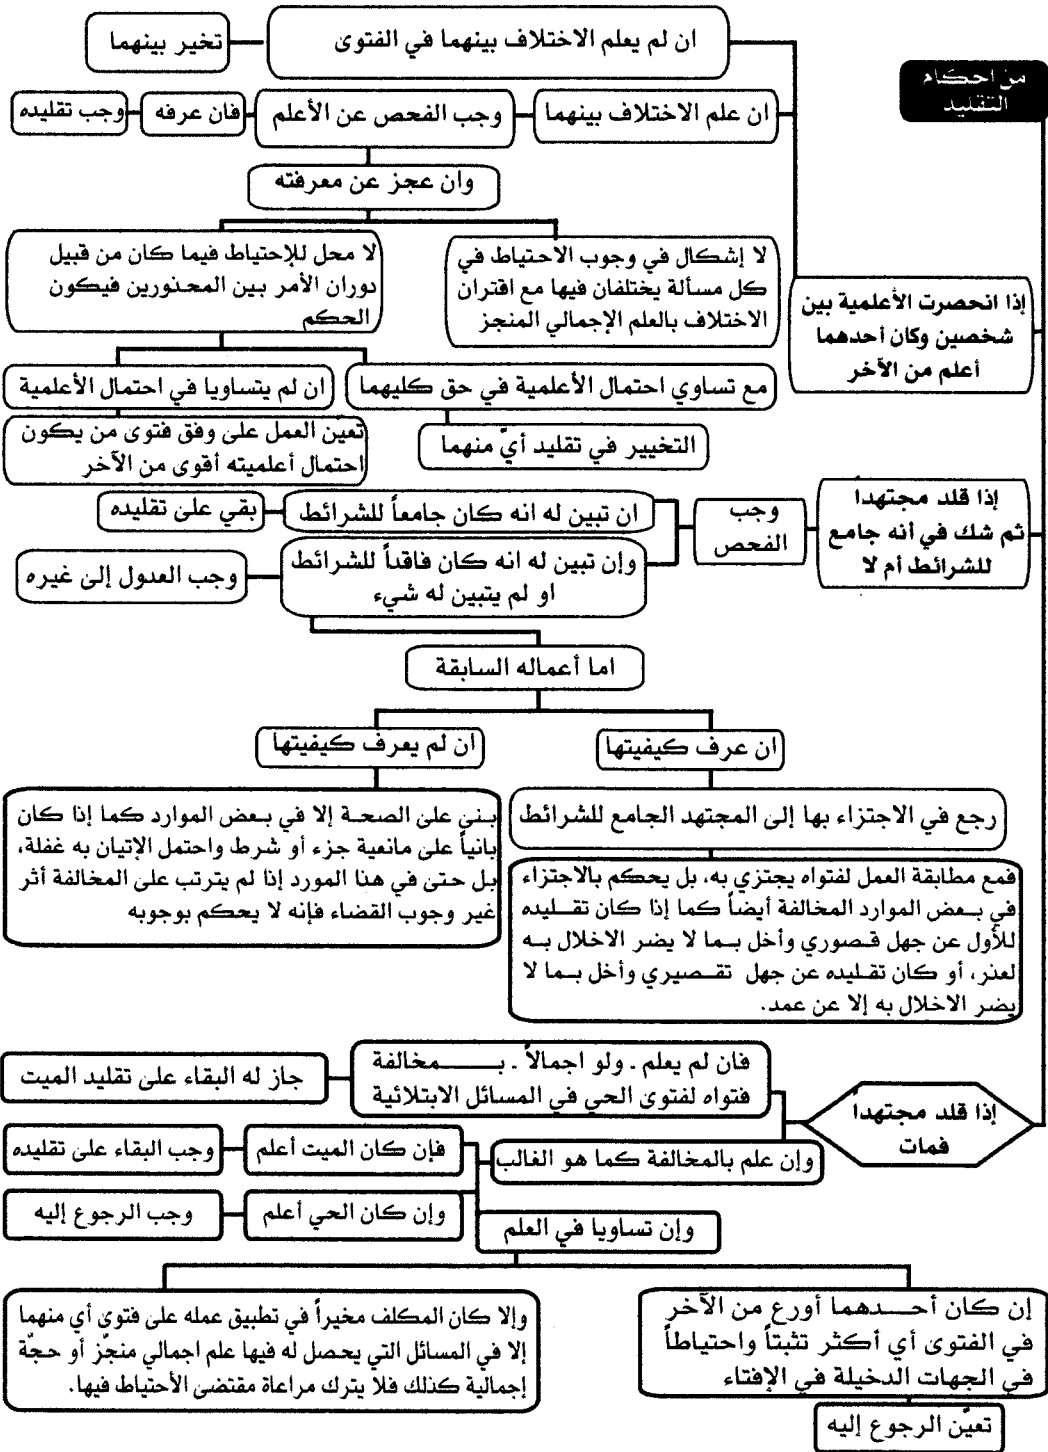 من احكام
التقليد
إذا انحصرت الأعلمية بين
شخصين وكان أحدهما
أعلم من الآخر
ان لم يعلم الاختلاف بينهما في الفتوى
تخير بينهما
ان علم الاختلاف بينهما
وجب الفحص عن الأعلم
فان عرفه
وجب تقليده
وان عجز عن معرفته
لا إشكال في وجوب الاحتياط في
كل مسألة يختلفان فيها مع اقتران
الاختلاف بالعلم الإجمالي المنجز
لا محل للإحتياط فيما كان من قبيل
دوران الأمر بين المحذورين فيكون
الحكم
مع تساوي احتمال الأعلمية في حق كليهما
التخيير في تقليد أيّ منهما
ان لم يتساويا في احتمال الأعلمية
تعيّن العمل على وفق فتوى من يكون
احتمال أعلميته أقوى من الآخر
إذا قلد مجتهداً
ثم شك في أنه جامع
للشرائط أم لا
وجب
الفحص
ان تبين له انه كان جامعاً للشرائط
بقي على تقليده
وإن تبين له انه كان فاقداً للشرائط
او لم يتبين له شيء
وجب العدول إلى غيره
اما أعماله السابقة
ان عرف كيفيتها
رجع في الاجتزاء بها إلى المجتهد الجامع للشرائط
فمع مطابقة العمل لفتواه يجتزي به، بل يحكم بالاجتزاء
في بعض الموارد المخالفة أيضاً كما إذا كان تقليده
للأول عن جهل قصوري وأخل بما لا يضر الاخلال به
لعذر، أو كان تقليده عن جهل تقصيري وأخل بما لا
يضر الاخلال به إلا عن عمد.
ان لم يعرف كيفيتها
بنى على الصحة إلا في بعض الموارد كما إذا كان
بانياً على مانعية جزء أو شرط واحتمل الإتيان به غفلة،
بل حتى في هذا المورد إذا لم يترتب على المخالفة أثر
غير وجوب القضاء فإنه لا يحكم بوجوبه
إذا قلد مجتهداً
فمات
فان لم يعلم . ولو اجمالاً . بـمخالفة
فتواه لفتوى الحي في المسائل الابتلائية
جاز له البقاء على تقليد الميت
وإن علم بالمخالفة كما هو الغالب
فإن كان الميت أعلم
وجب البقاء على تقليده
وإن كان الحي أعلم
وجب الرجوع إليه
وإن تساويا في العلم
إن كان أحدهما أورع من الآخر
في الفتوى أي أكثر تثبتاً واحتياطاً
في الجهات الدخيلة في الإفتاء
تعيّن الرجوع إليه
وإلا كان المكلف مخيراً في تطبيق عمله على فتوى أي منهما
إلا في المسائل التي يحصل له فيها علم اجمالي منجّز أو حجّة
إجمالية كذلك فلا يترك مراعاة مقتضى الأحتياط فيها.